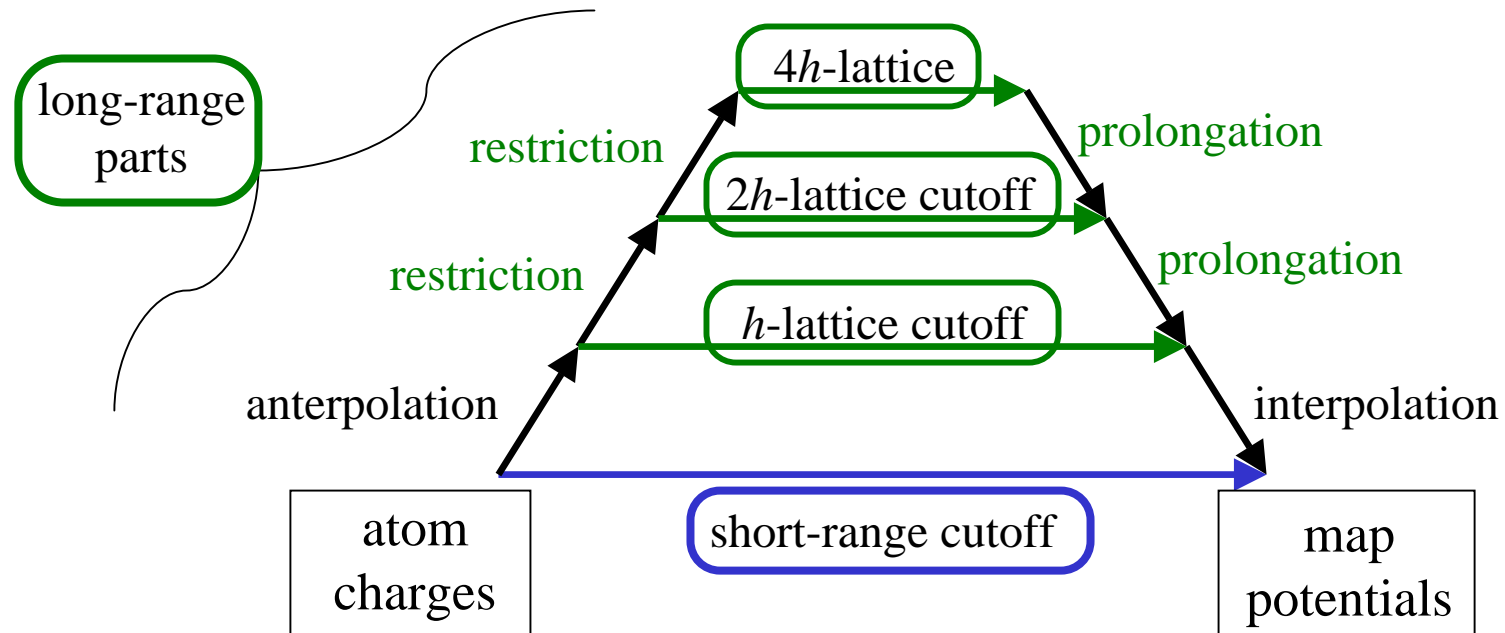 4h-lattice
long-range
parts
restriction
prolongation
2h-lattice cutoff
restriction
prolongation
h-lattice cutoff
anterpolation
interpolation
short-range cutoff
atom
charges
map
potentials